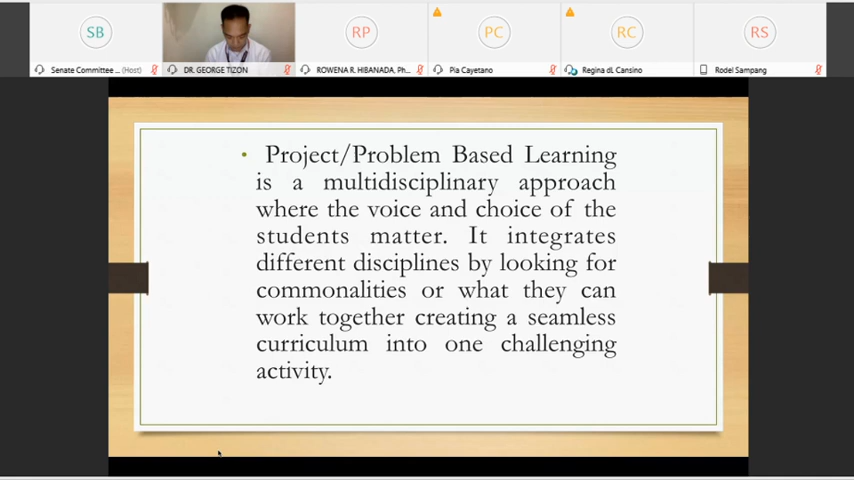 SB
RP
PC
RC
RS
Senate Committee ... (Host)
DR. GEORGE TIZON
ROWENA R. HIBANADA, Ph...
Pia Cayetano
Regina dL Cansino
Rodel Sampang
• Project/Problem Based Learning
is a multidisciplinary approach
where the voice and choice of the
students matter. It integrates
different disciplines by looking for
commonalities or what they can
work together creating a seamless
curriculum into one challenging
activity.